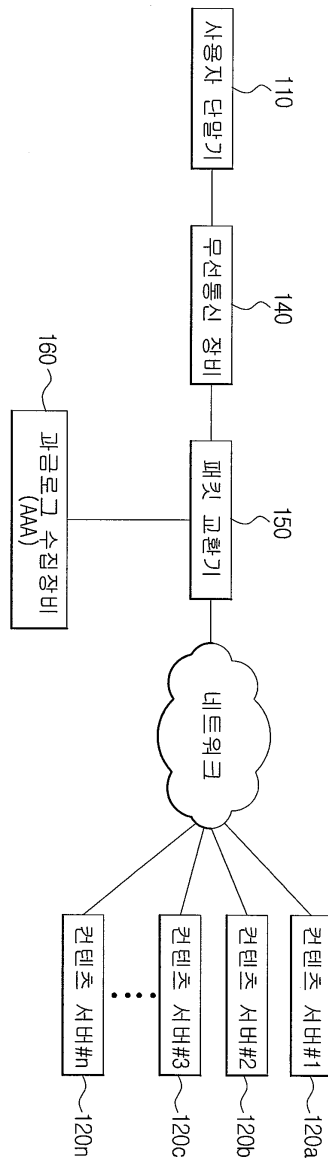 110
사용자 단말기
140
무선통신 장비
150
패킷 교환기
160
과금로그 수집장비
(AAA)
네트워크
컨텐츠 서버#1
120a
컨텐츠 서버#2
120b
컨텐츠 서버#3
120c
컨텐츠 서버#n
120n